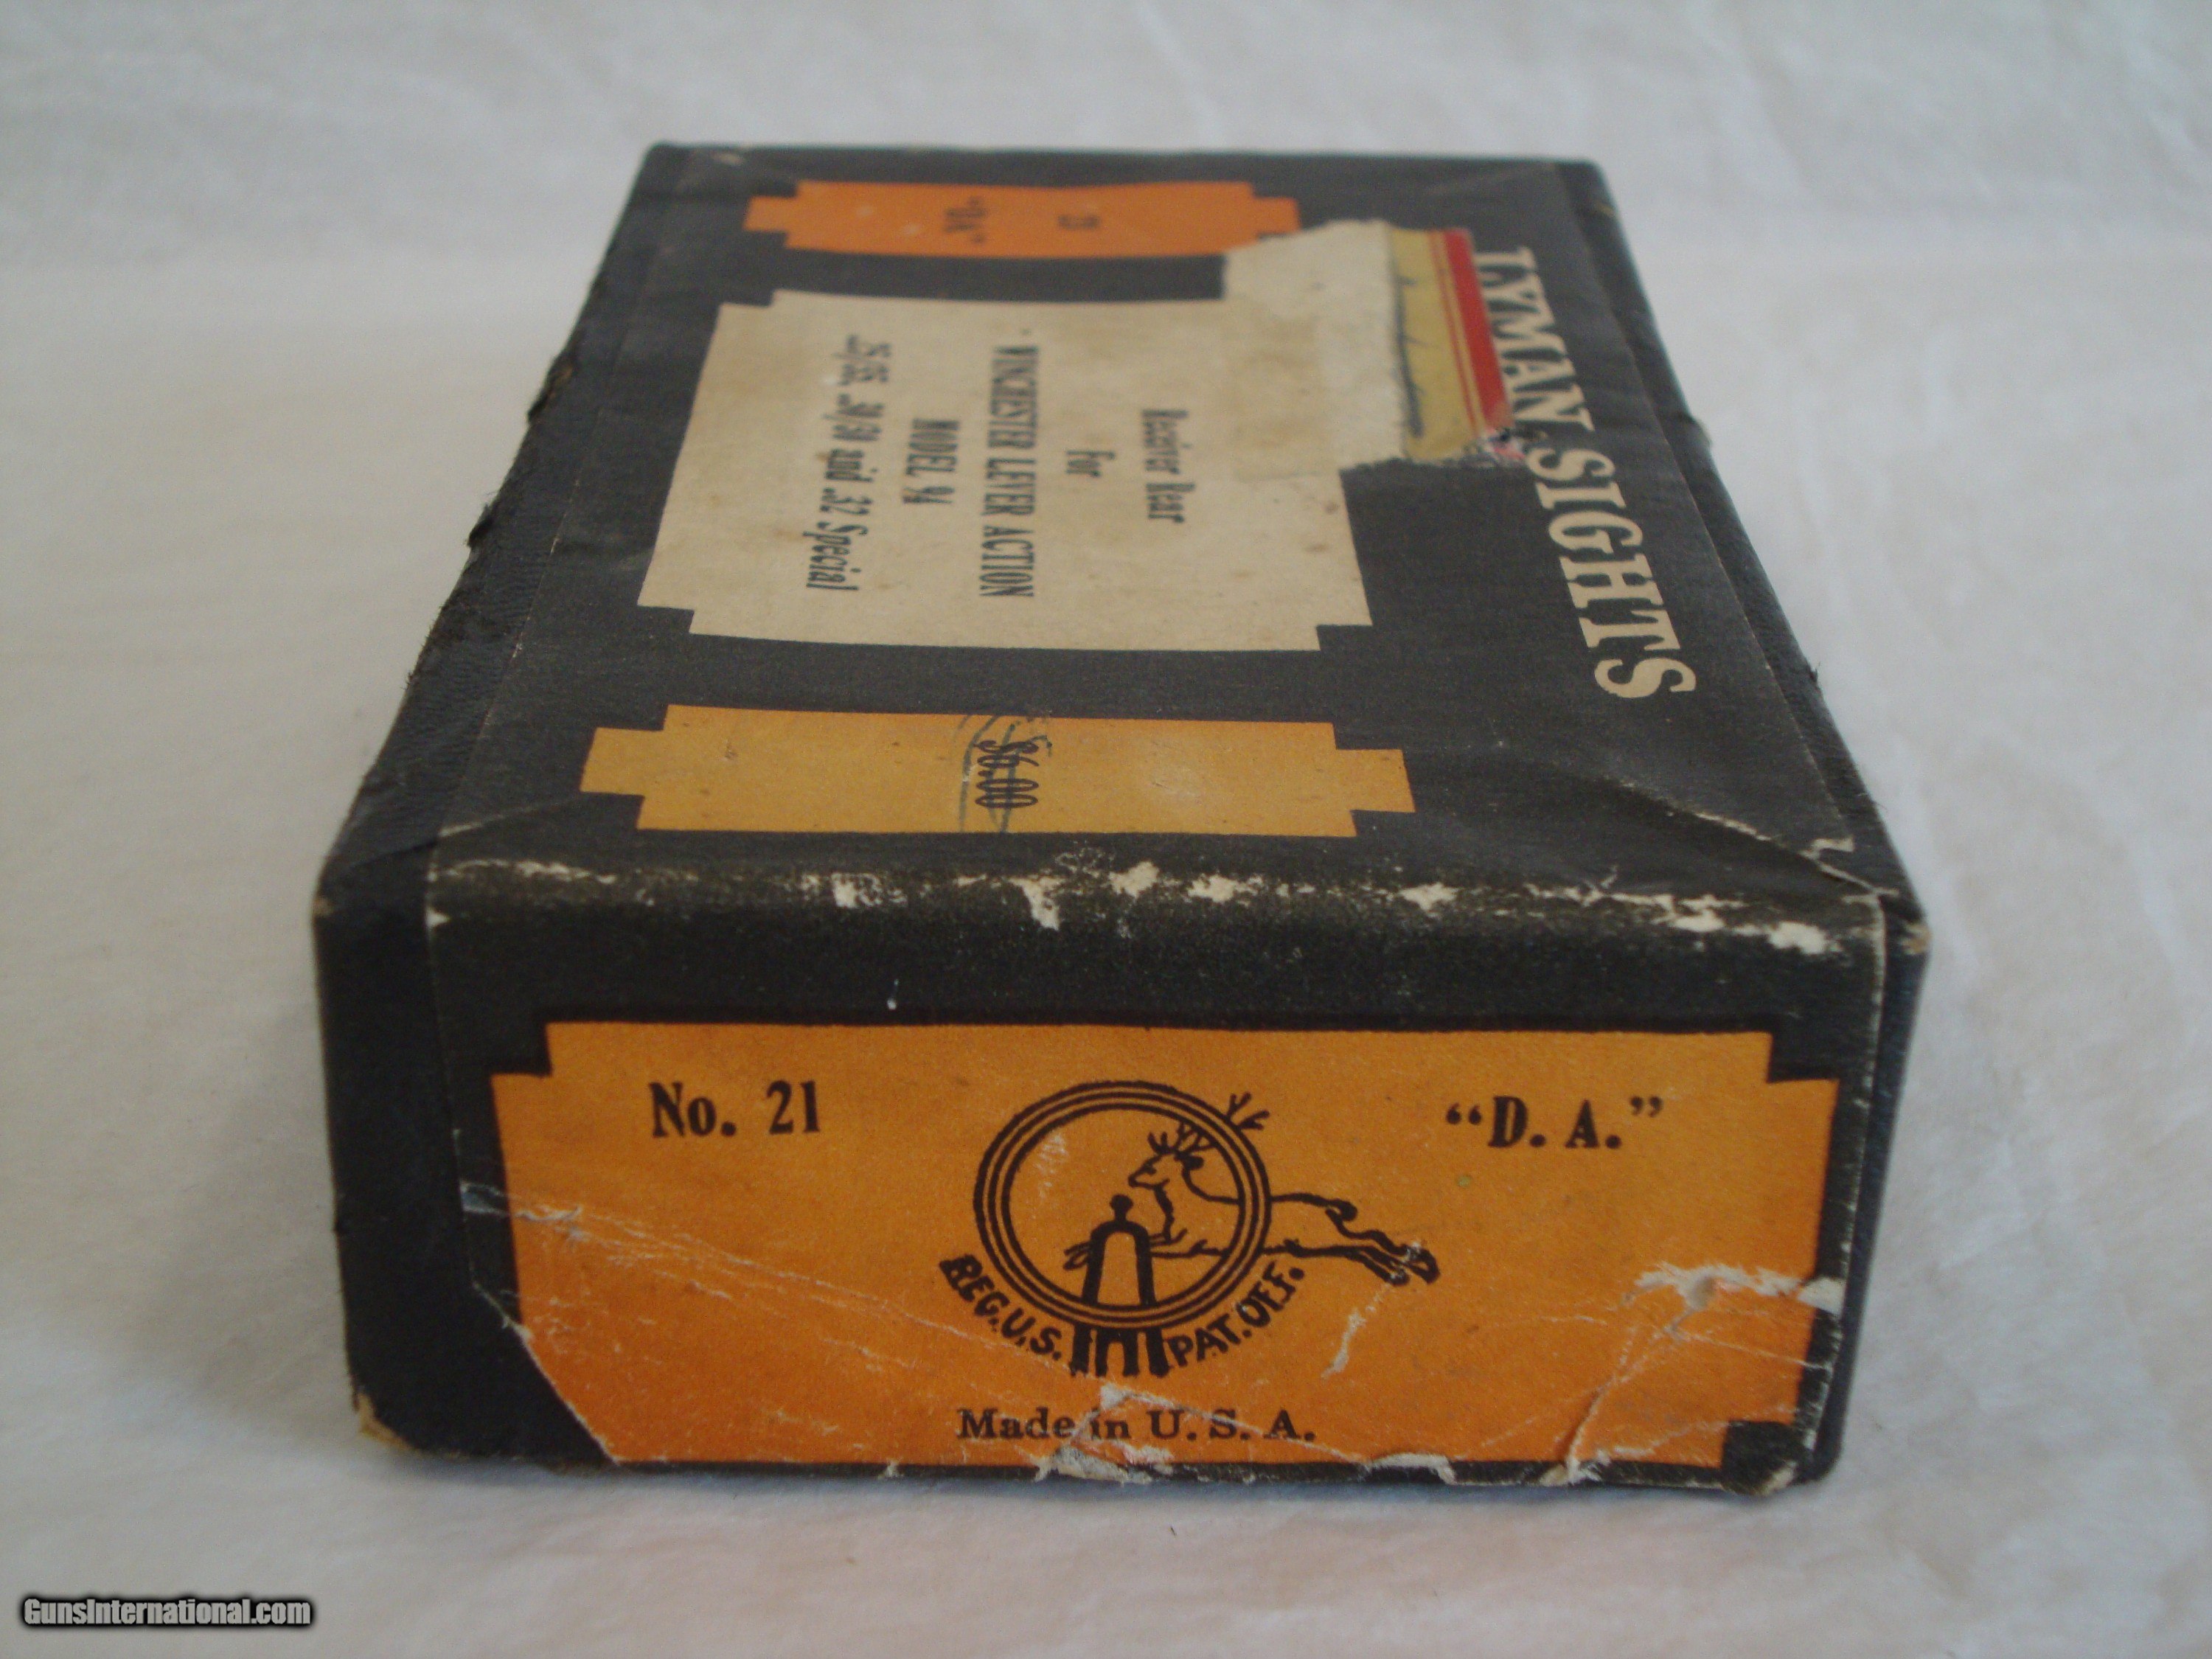 LYMAN SIGHTS
Receiver Rear
For
WINCHESTER LEVER ACTION
MODEL 94
.25/35, .30/30 and .32 Special
$6.00
No. 21
"D. A."
REG. U.S. PAT. OFF.
Made in U. S. A.
GunsInternational.com